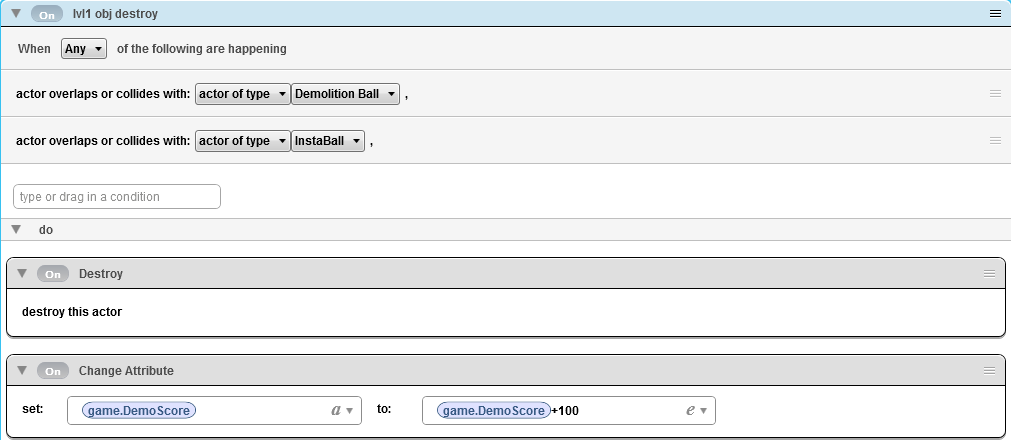 On lvl1 obj destroy
When Any of the following are happening
actor overlaps or collides with: actor of type Demolition Ball ,
actor overlaps or collides with: actor of type InstaBall ,
type or drag in a condition
do
On Destroy
destroy this actor
On Change Attribute
set: game.DemoScore a to: game.DemoScore+100 e